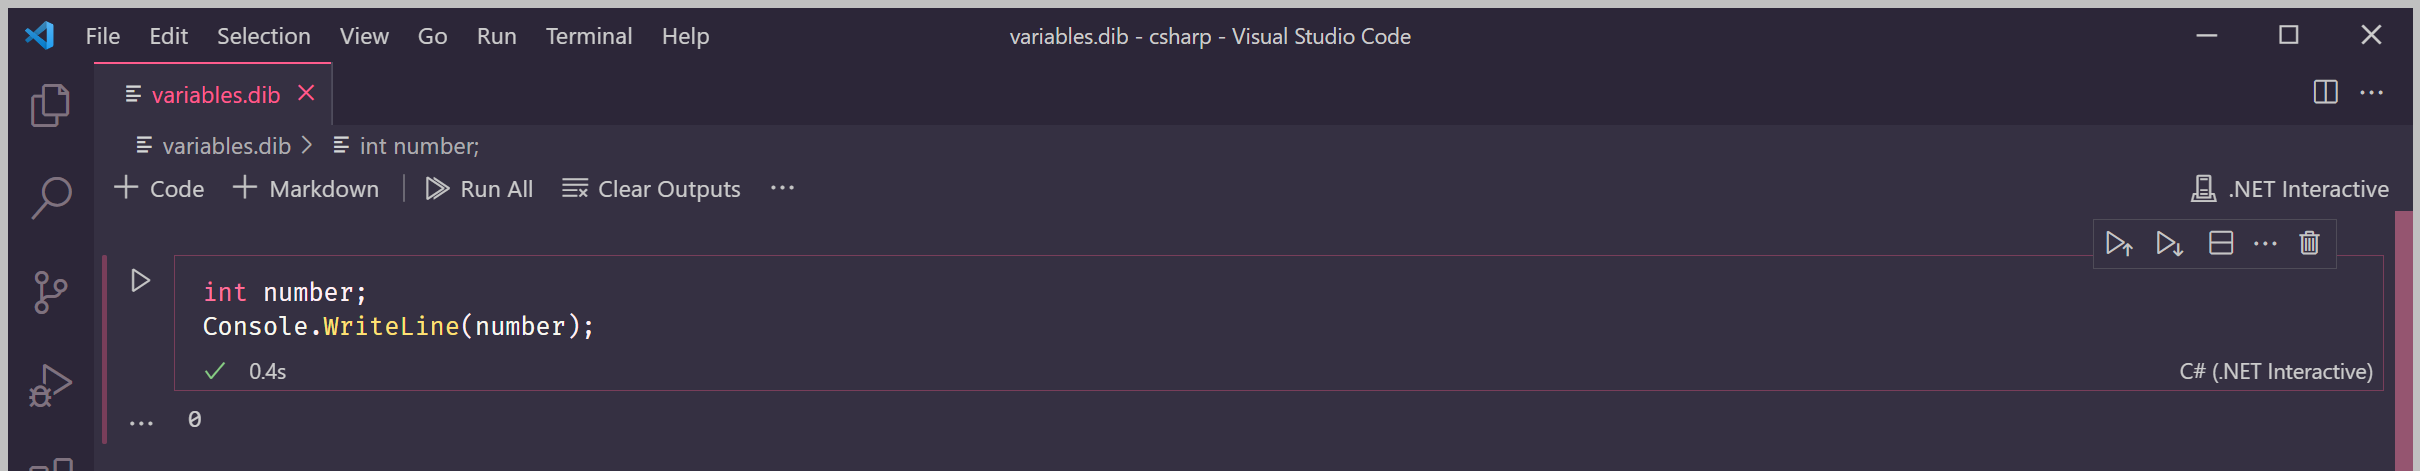 File Edit Selection View Go Run Terminal Help variables.dib - csharp - Visual Studio Code
variables.dib
variables.dib > int number;
+ Code + Markdown Run All Clear Outputs ... .NET Interactive
int number;
Console.WriteLine(number);
0.4s C# (.NET Interactive)
... 0